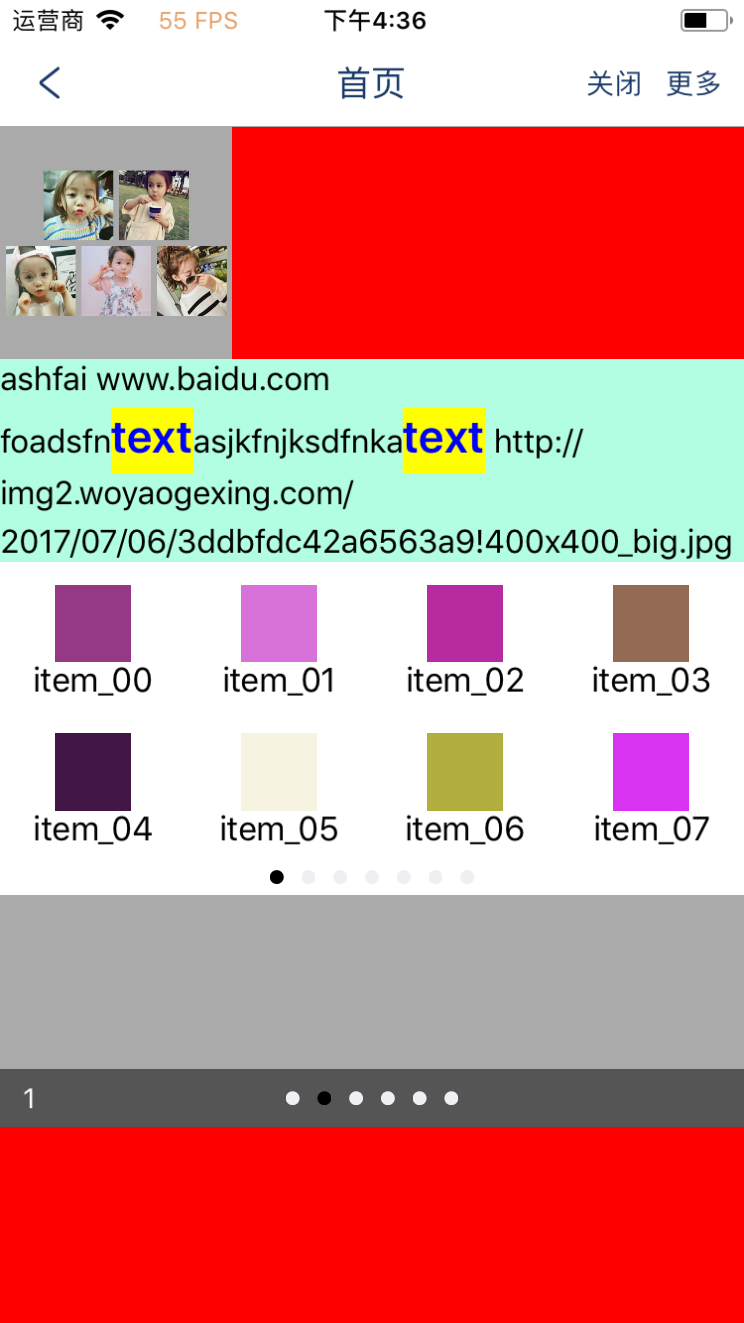 运营商 55 FPS 下午4:36
首页 关闭 更多
ashfai www.baidu.com
foadsfntextasjkfnjksdfnkatext http://
img2.woyaogexing.com/
2017/07/06/3ddbfdc42a6563a9!400x400_big.jpg
item_00 item_01 item_02 item_03
item_04 item_05 item_06 item_07
1